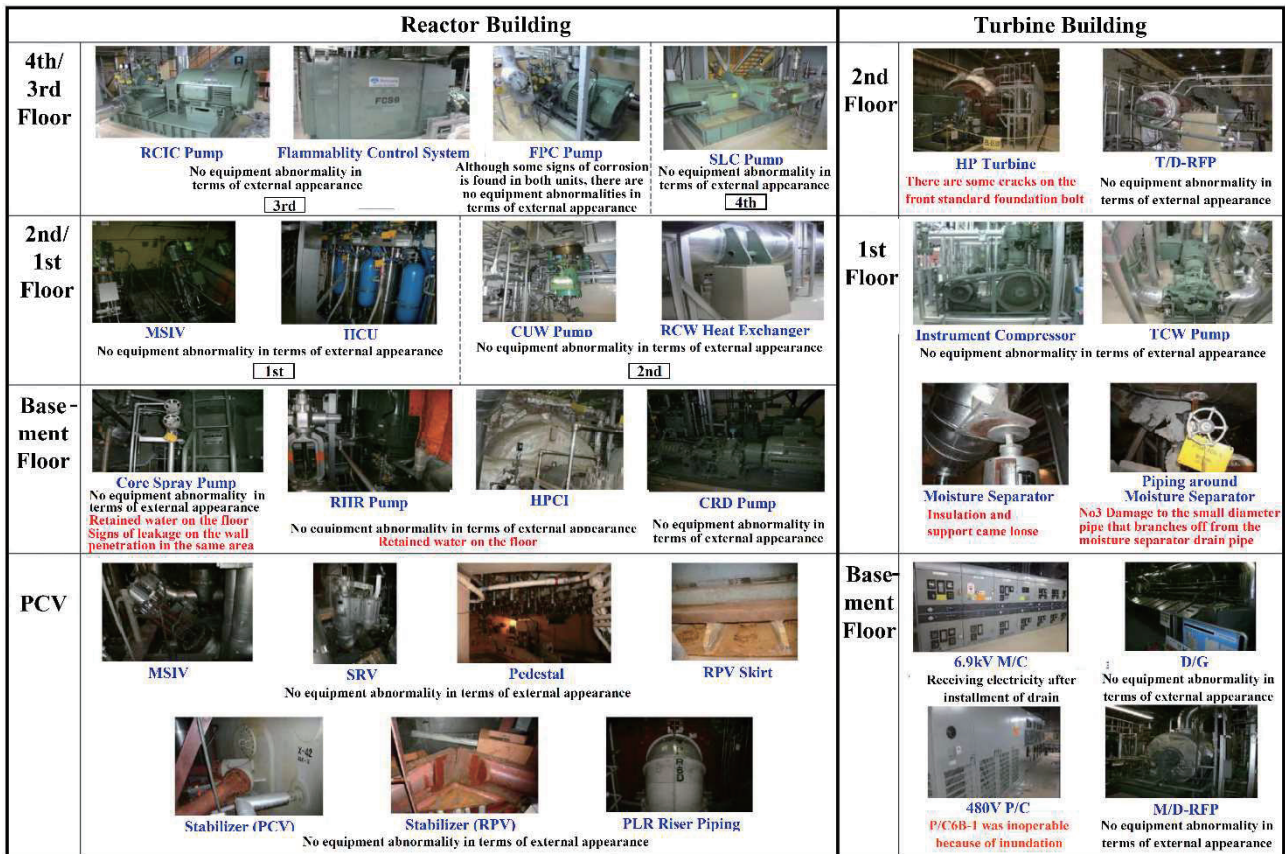 Reactor Building
4th/
3rd
Floor
FCS0
RCIC Pump
Flammablity Control System
No equipment abnormality in
terms of external appearance
3rd
FPC Pump
Although some signs of corrosion
is found in both units, there are
no equipment abnormalities in
terms of external appearance
SLC Pump
No equipment abnormality in
terms of external appearance
4th
2nd/
1st
Floor
MSIV
HCU
No equipment abnormality in terms of external appearance
1st
CUW Pump
RCW Heat Exchanger
No equipment abnormality in terms of external appearance
2nd
Base-
ment
Floor
Core Spray Pump
No equipment abnormality in
terms of external appearance
Retained water on the floor
Signs of leakage on the wall
penetration in the same area
RHR Pump
HPCI
No equipment abnormality in terms of external appearance
Retained water on the floor
CRD Pump
No equipment abnormality in
terms of external appearance
PCV
MSIV
SRV
Pedestal
RPV Skirt
No equipment abnormality in terms of external appearance
X-42
Stabilizer (PCV)
Stabilizer (RPV)
PLR Riser Piping
No equipment abnormality in terms of external appearance
Turbine Building
2nd
Floor
HP Turbine
There are some cracks on the
front standard foundation bolt
T/D-RFP
No equipment abnormality in
terms of external appearance
1st
Floor
Instrument Compressor
TCW Pump
No equipment abnormality in terms of external appearance
Moisture Separator
Insulation and
support came loose
Piping around
Moisture Separator
No3 Damage to the small diameter
pipe that branches off from the
moisture separator drain pipe
Base-
ment
Floor
6.9kV M/C
Receiving electricity after
installment of drain
D/G
No equipment abnormality in
terms of external appearance
480V P/C
P/C6B-1 was inoperable
because of inundation
M/D-RFP
No equipment abnormality in
terms of external appearance